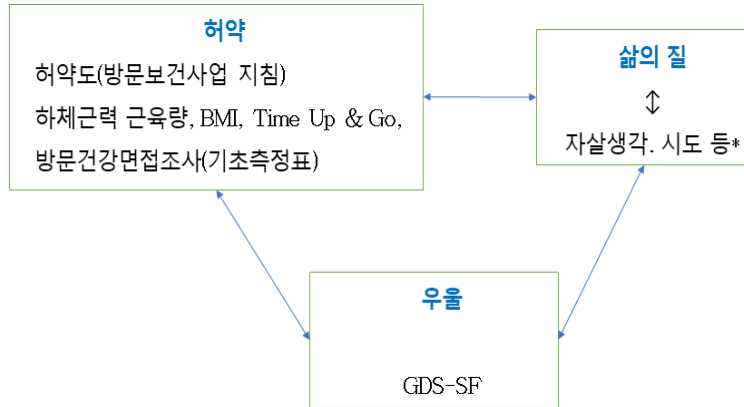 허약
허약도(방문보건사업 지침)
하체근력 근육량, BMI, Time Up & Go,
방문건강면접조사(기초측정표)
삶의 질
↕
자살생각. 시도 등*
우울
GDS-SF